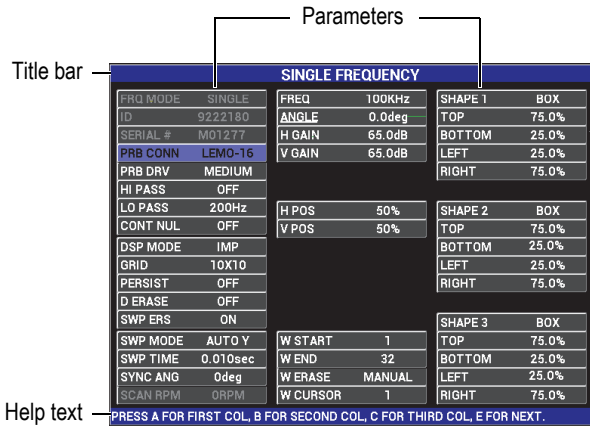 Parameters
Title bar
SINGLE FREQUENCY
FRQ MODE SINGLE
ID 9222180
SERIAL # M01277
PRB CONN LEMO-16
PRB DRV MEDIUM
HI PASS OFF
LO PASS 200Hz
CONT NUL OFF
DSP MODE IMP
GRID 10X10
PERSIST OFF
D ERASE OFF
SWP ERS ON
SWP MODE AUTO Y
SWP TIME 0.010sec
SYNC ANG 0deg
SCAN RPM 0RPM
FREQ 100KHz
ANGLE 0.0deg
H GAIN 65.0dB
V GAIN 65.0dB
H POS 50%
V POS 50%
W START 1
W END 32
W ERASE MANUAL
W CURSOR 1
SHAPE 1 BOX
TOP 75.0%
BOTTOM 25.0%
LEFT 25.0%
RIGHT 75.0%
SHAPE 2 BOX
TOP 75.0%
BOTTOM 25.0%
LEFT 25.0%
RIGHT 75.0%
SHAPE 3 BOX
TOP 75.0%
BOTTOM 25.0%
LEFT 25.0%
RIGHT 75.0%
Help text
PRESS A FOR FIRST COL, B FOR SECOND COL, C FOR THIRD COL, E FOR NEXT.